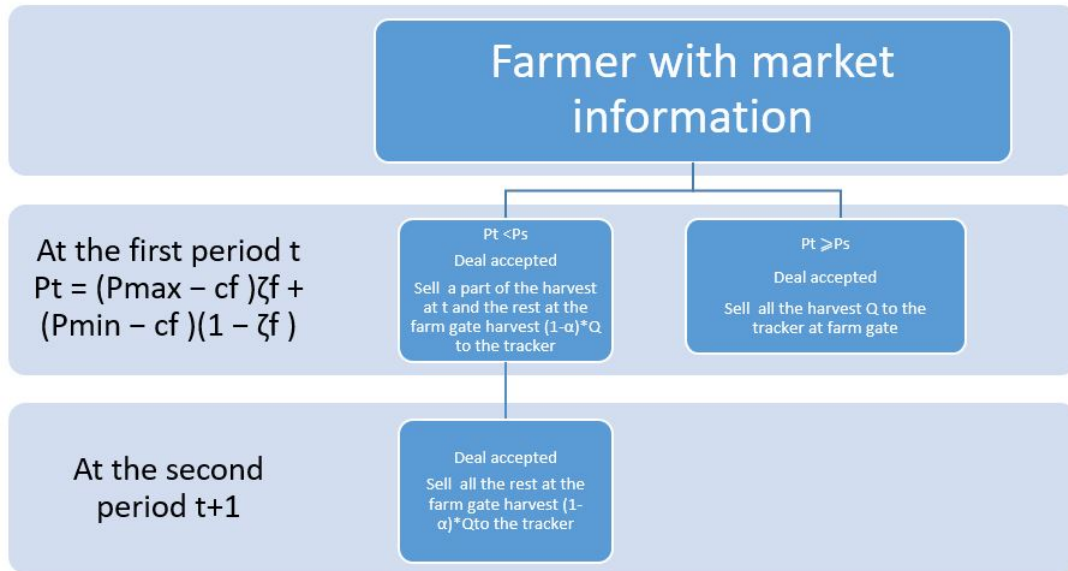 Farmer with market
information
At the first period t
Pt = (Pmax − cf )ζf +
(Pmin − cf )(1 − ζf )
Pt <Ps
Deal accepted
Sell a part of the harvest
at t and the rest at the
farm gate harvest (1-α)*Q
to the tracker
Pt ⩾Ps
Deal accepted
Sell all the harvest Q to the
tracker at farm gate
At the second
period t+1
Deal accepted
Sell all the rest at the
farm gate harvest (1-
α)*Qto the tracker